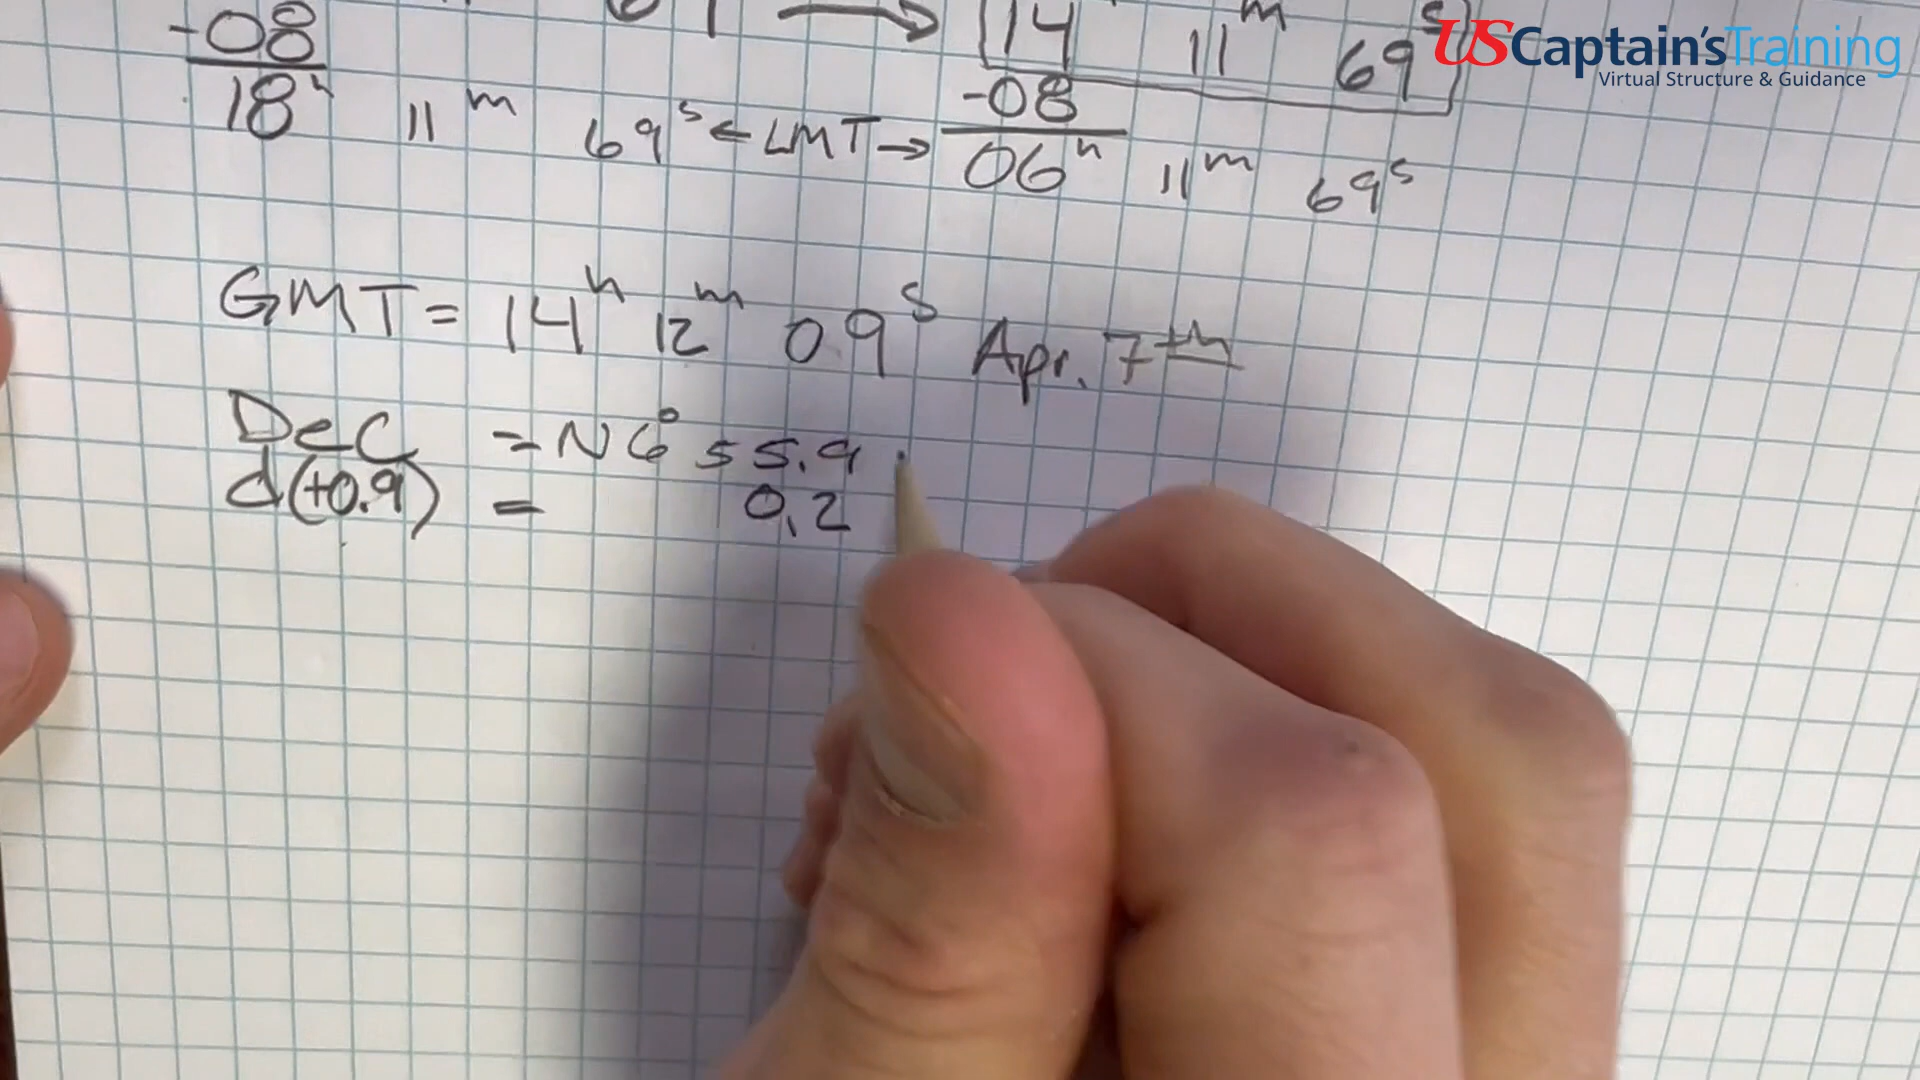 -08
14 11ᵐ 69ˢ
USCaptain'sTraining
Virtual Structure & Guidance
18ʰ 11ᵐ 69ˢ ← LMT →
-08
06ʰ 11ᵐ 69ˢ
GMT = 14ʰ 12ᵐ 09ˢ Apr. 7th
Dec = N 6° 55.9
d(+0.9) = 0.2